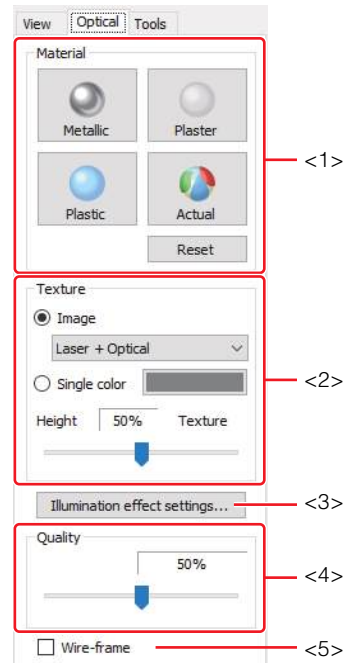 View Optical Tools
Material
Metallic Plaster
<1>
Plastic Actual
Reset
Texture
Image
Laser + Optical
Single color
<2>
Height 50% Texture
Illumination effect settings...
<3>
Quality
50%
<4>
Wire-frame
<5>